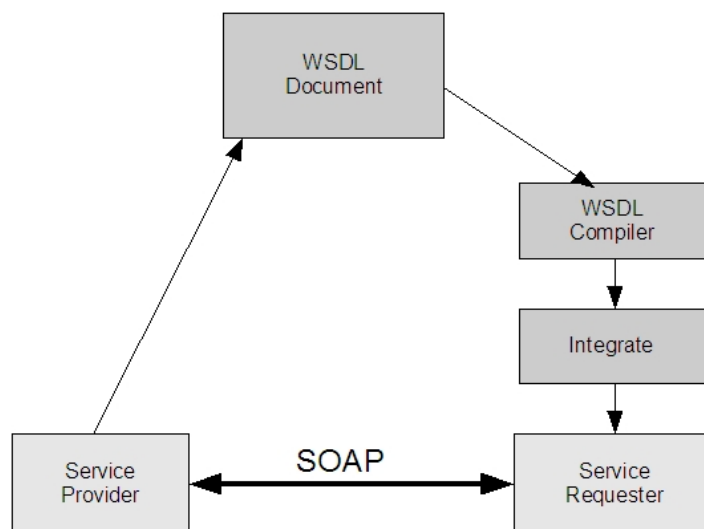 WSDL
Document
WSDL
Compiler
Integrate
SOAP
Service
Provider
Service
Requester